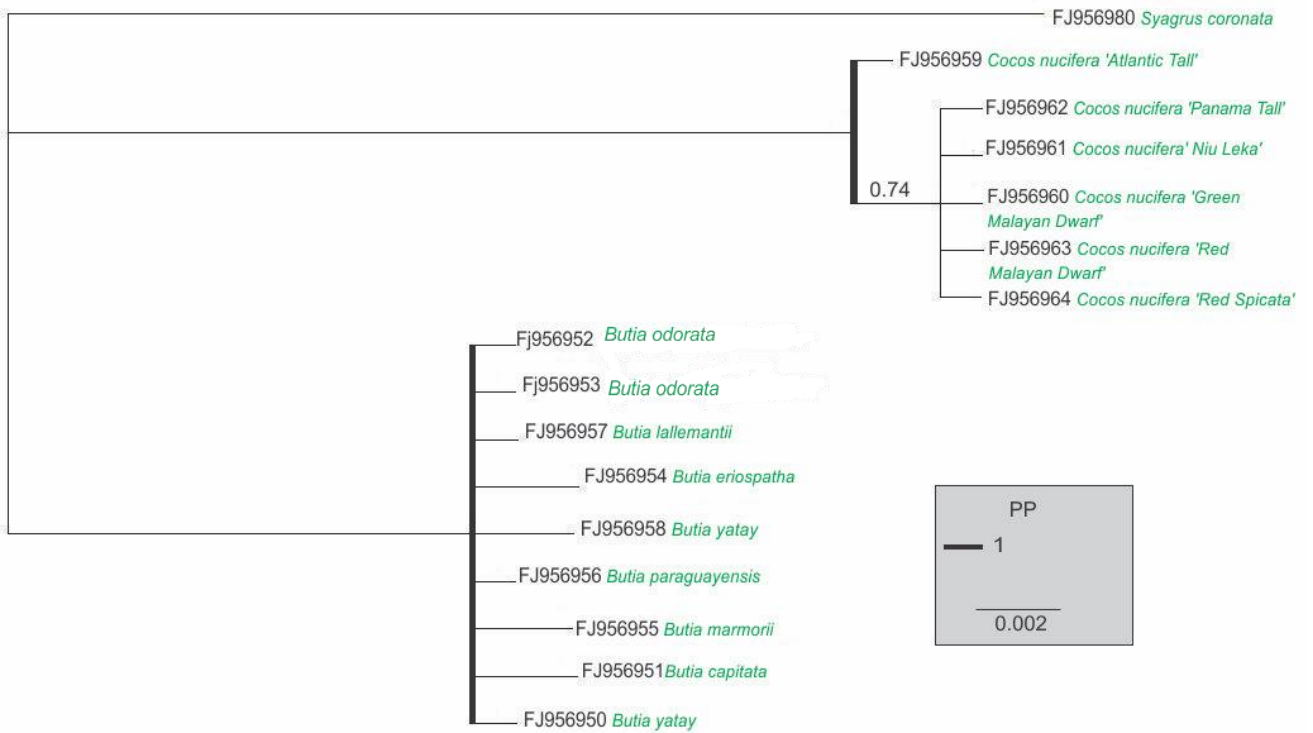 FJ956980 Syagrus coronata
FJ956959 Cocos nucifera 'Atlantic Tall'
FJ956962 Cocos nucifera 'Panama Tall'
FJ956961 Cocos nucifera' Niu Leka'
0.74
FJ956960 Cocos nucifera 'Green
Malayan Dwarf'
FJ956963 Cocos nucifera 'Red
Malayan Dwarf'
FJ956964 Cocos nucifera 'Red Spicata'
Fj956952 Butia odorata
Fj956953 Butia odorata
FJ956957 Butia lallemantii
FJ956954 Butia eriospatha
FJ956958 Butia yatay
FJ956956 Butia paraguayensis
FJ956955 Butia marmorii
FJ956951Butia capitata
FJ956950 Butia yatay
PP
1
0.002